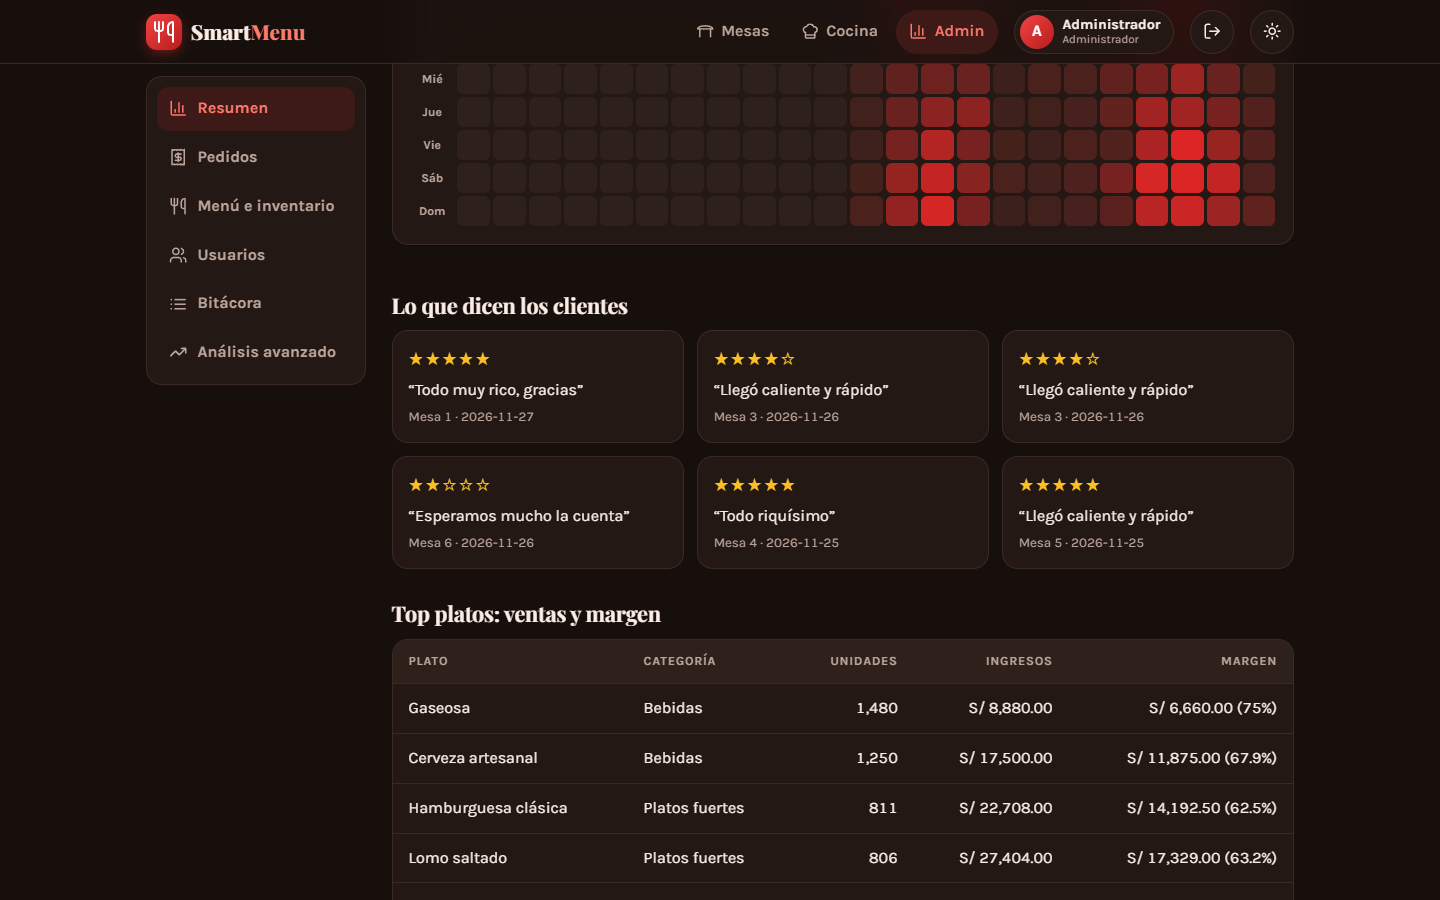 SmartMenu
Mesas
Cocina
Admin
A
Administrador
Administrador
Resumen
Pedidos
Menú e inventario
Usuarios
Bitácora
Análisis avanzado
Mié
Jue
Vie
Sáb
Dom
Lo que dicen los clientes
★★★★★
“Todo muy rico, gracias”
Mesa 1 · 2026-11-27
★★★★☆
“Llegó caliente y rápido”
Mesa 3 · 2026-11-26
★★★★☆
“Llegó caliente y rápido”
Mesa 3 · 2026-11-26
★★☆☆☆
“Esperamos mucho la cuenta”
Mesa 6 · 2026-11-26
★★★★★
“Todo riquísimo”
Mesa 4 · 2026-11-25
★★★★★
“Llegó caliente y rápido”
Mesa 5 · 2026-11-25
Top platos: ventas y margen
PLATO CATEGORÍA UNIDADES INGRESOS MARGEN
Gaseosa Bebidas 1,480 S/ 8,880.00 S/ 6,660.00 (75%)
Cerveza artesanal Bebidas 1,250 S/ 17,500.00 S/ 11,875.00 (67.9%)
Hamburguesa clásica Platos fuertes 811 S/ 22,708.00 S/ 14,192.50 (62.5%)
Lomo saltado Platos fuertes 806 S/ 27,404.00 S/ 17,329.00 (63.2%)